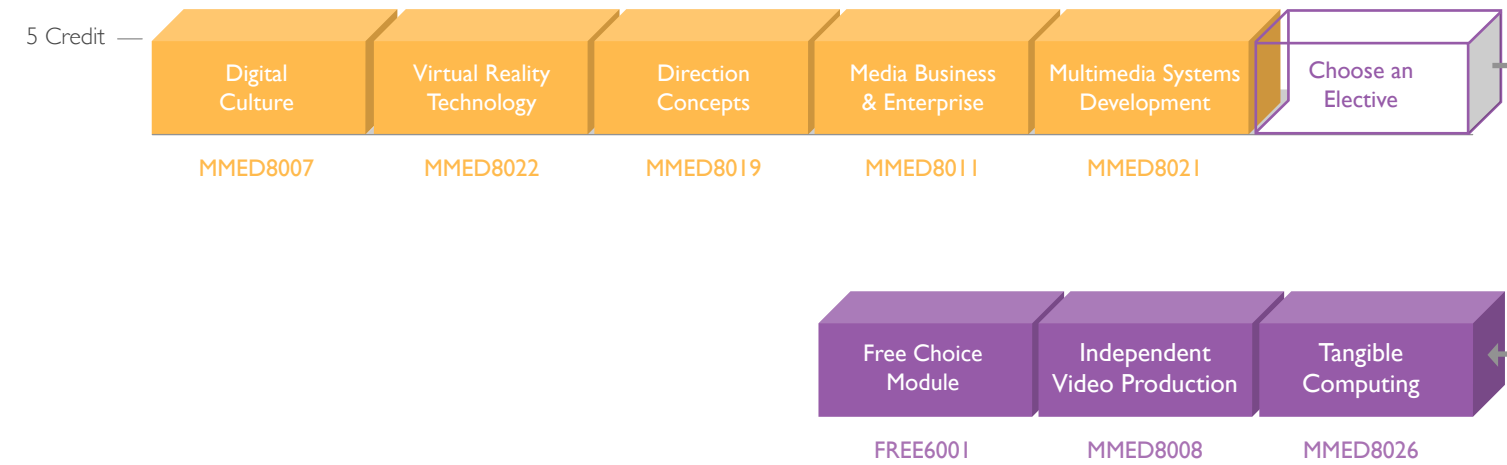 5 Credit
Digital
Culture
Virtual Reality
Technology
Direction
Concepts
Media Business
& Enterprise
Multimedia Systems
Development
Choose an
Elective
MMED8007
MMED8022
MMED8019
MMED8011
MMED8021
Free Choice
Module
Independent
Video Production
Tangible
Computing
FREE6001
MMED8008
MMED8026